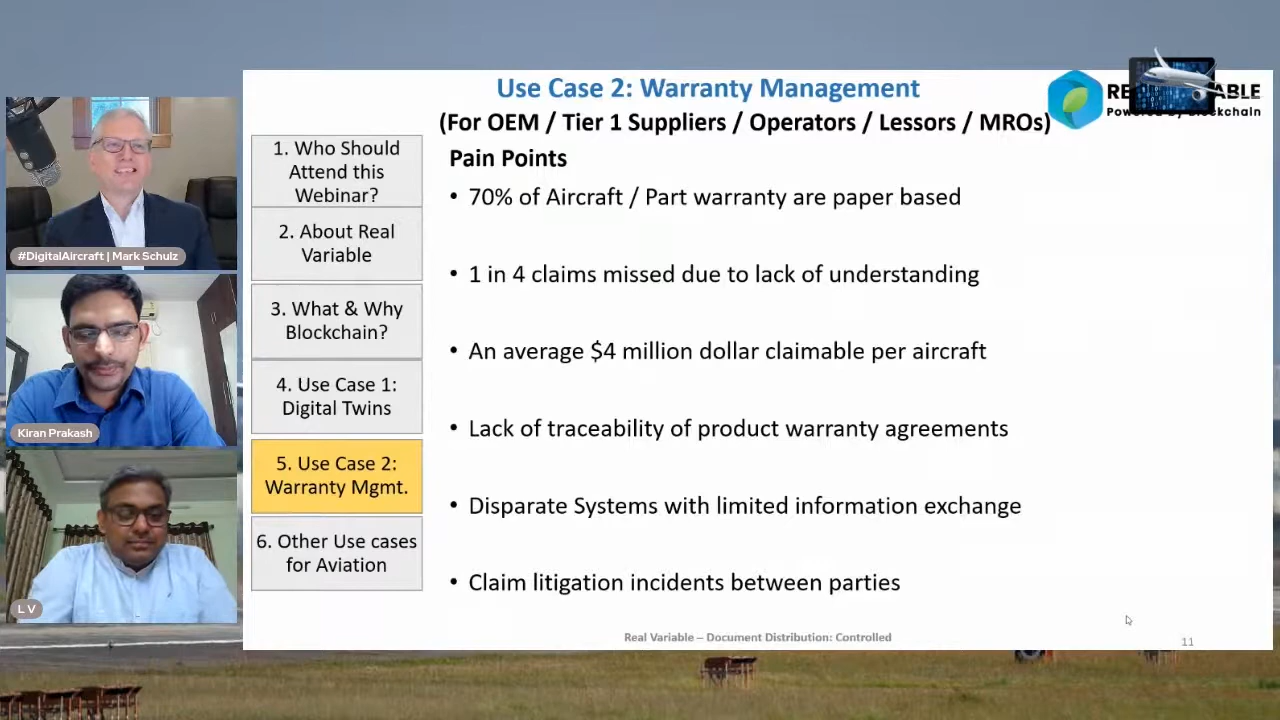 Use Case 2: Warranty Management
(For OEM / Tier 1 Suppliers / Operators / Lessors / MROs)
Powered by Blockchain
1. Who Should
Attend this
Webinar?
2. About Real
Variable
3. What & Why
Blockchain?
4. Use Case 1:
Digital Twins
5. Use Case 2:
Warranty Mgmt.
6. Other Use cases
for Aviation
Pain Points
• 70% of Aircraft / Part warranty are paper based
• 1 in 4 claims missed due to lack of understanding
• An average $4 million dollar claimable per aircraft
• Lack of traceability of product warranty agreements
• Disparate Systems with limited information exchange
• Claim litigation incidents between parties
Real Variable – Document Distribution: Controlled
11
#DigitalAircraft | Mark Schulz
Kiran Prakash
L V